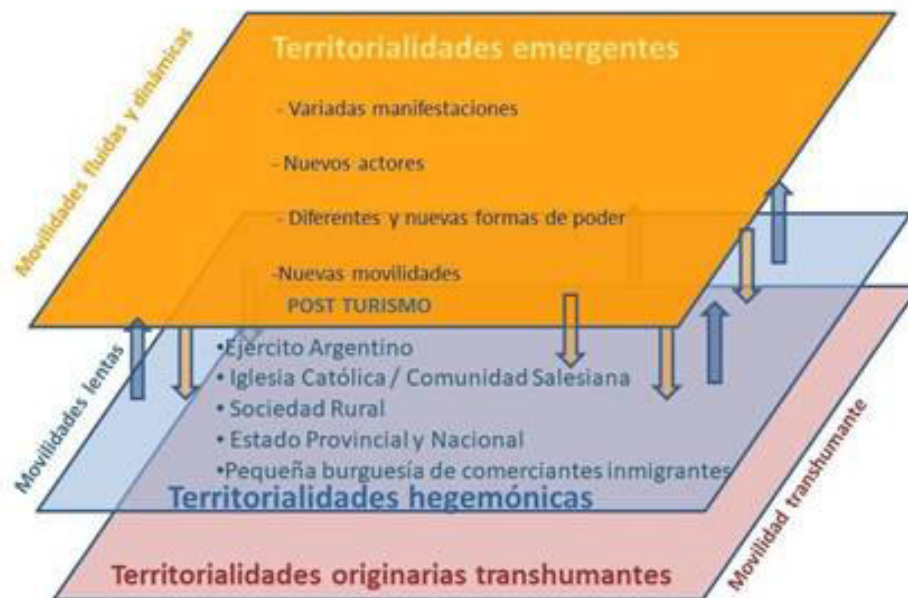 Territorialidades emergentes
- Variadas manifestaciones
- Nuevos actores
- Diferentes y nuevas formas de poder
-Nuevas movilidades
POST TURISMO
Movilidades fluidas y dinámicas
•Ejército Argentino
• Iglesia Católica / Comunidad Salesiana
• Sociedad Rural
• Estado Provincial y Nacional
•Pequeña burguesía de comerciantes inmigrantes
Territorialidades hegemónicas
Movilidades lentas
Territorialidades originarias transhumantes
Movilidad transhumante